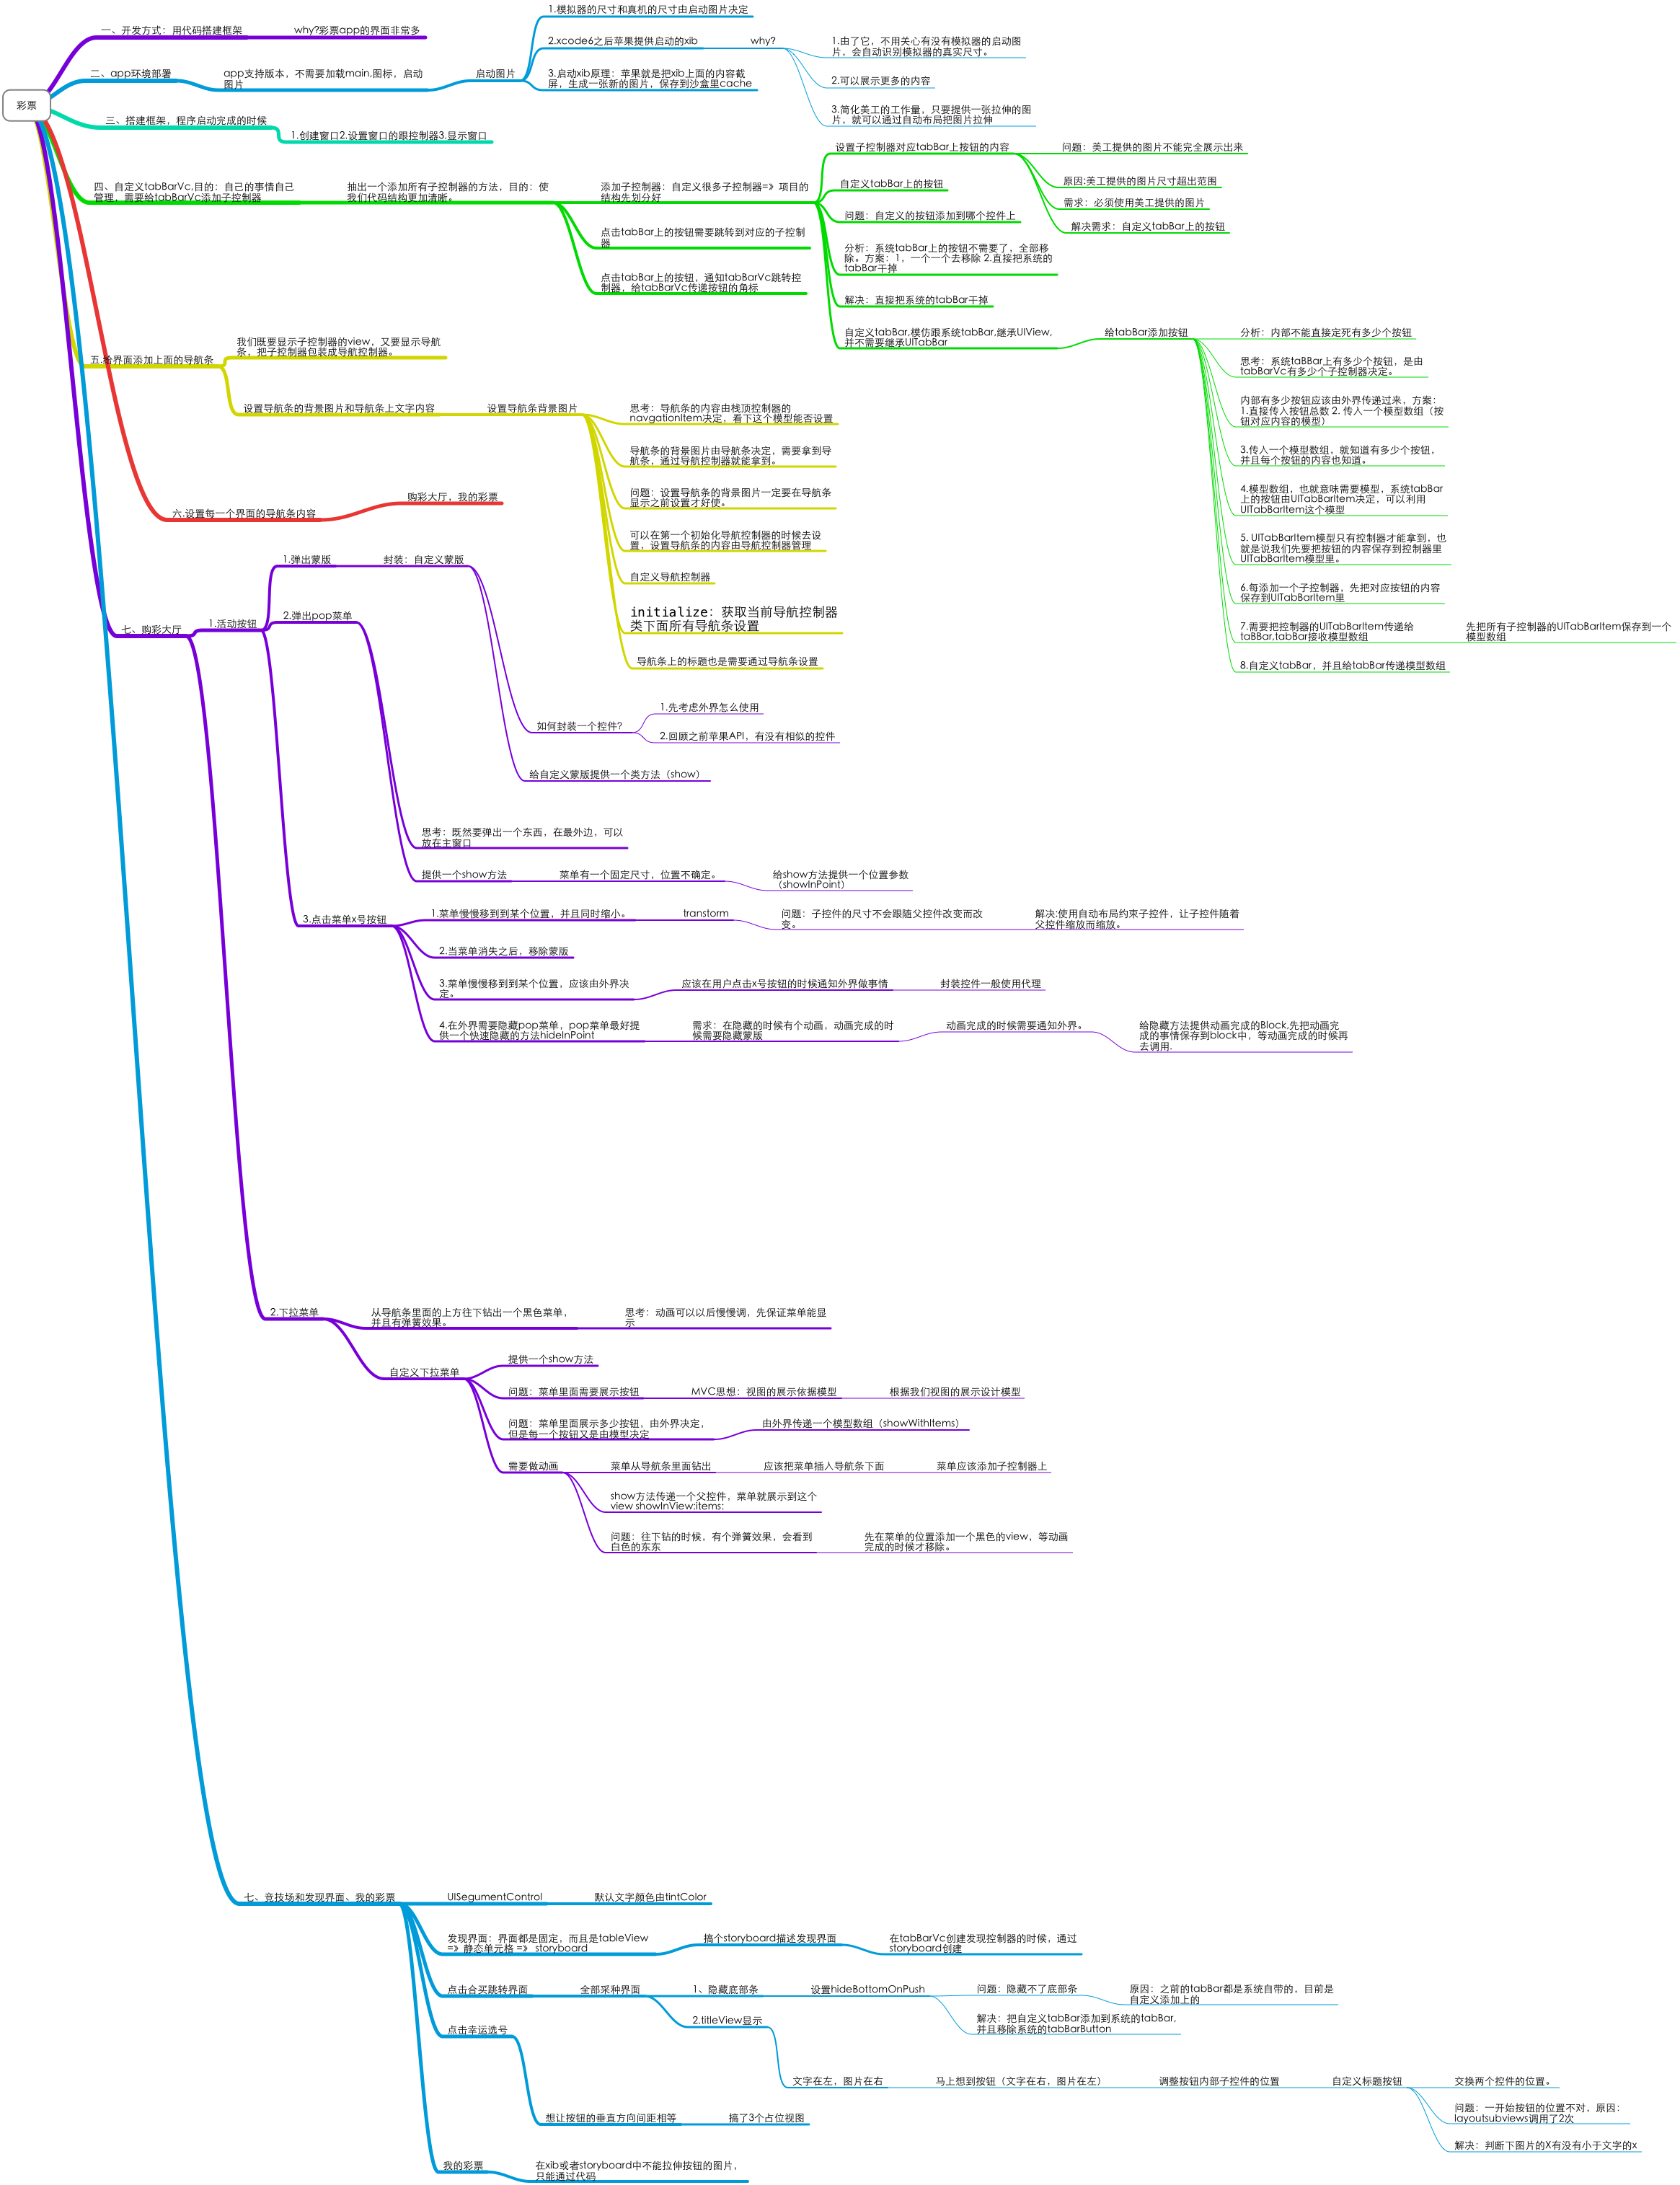 彩票
一、开发方式：用代码搭建框架
why?彩票app的界面非常多
二、app环境部署
app支持版本，不需要加载main.图标，启动
图片
启动图片
1.模拟器的尺寸和真机的尺寸由启动图片决定
2.xcode6之后苹果提供启动的xib
why?
1.由了它，不用关心有没有模拟器的启动图
片，会自动识别模拟器的真实尺寸。
2.可以展示更多的内容
3.简化美工的工作量，只要提供一张拉伸的图
片，就可以通过自动布局把图片拉伸
3.启动xib原理：苹果就是把xib上面的内容截
屏，生成一张新的图片，保存到沙盒里cache
三、搭建框架，程序启动完成的时候
1.创建窗口2.设置窗口的跟控制器3.显示窗口
四、自定义tabBarVc,目的：自己的事情自己
管理，需要给tabBarVc添加子控制器
抽出一个添加所有子控制器的方法，目的：使
我们代码结构更加清晰。
添加子控制器：自定义很多子控制器=》项目的
结构先划分好
设置子控制器对应tabBar上按钮的内容
问题：美工提供的图片不能完全展示出来
原因:美工提供的图片尺寸超出范围
需求：必须使用美工提供的图片
解决需求：自定义tabBar上的按钮
自定义tabBar上的按钮
问题：自定义的按钮添加到哪个控件上
分析：系统tabBar上的按钮不需要了，全部移
除。方案：1，一个一个去移除 2.直接把系统的
tabBar干掉
解决：直接把系统的tabBar干掉
自定义tabBar,模仿跟系统tabBar,继承UIView,
并不需要继承UITabBar
给tabBar添加按钮
分析：内部不能直接定死有多少个按钮
思考：系统taBBar上有多少个按钮，是由
tabBarVc有多少个子控制器决定。
内部有多少按钮应该由外界传递过来，方案：
1.直接传入按钮总数 2. 传入一个模型数组（按
钮对应内容的模型）
3.传入一个模型数组，就知道有多少个按钮，
并且每个按钮的内容也知道。
4.模型数组，也就意味需要模型，系统tabBar
上的按钮由UITabBarItem决定，可以利用
UITabBarItem这个模型
5. UITabBarItem模型只有控制器才能拿到，也
就是说我们先要把按钮的内容保存到控制器里
UITabBarItem模型里。
6.每添加一个子控制器，先把对应按钮的内容
保存到UITabBarItem里
7.需要把控制器的UITabBarItem传递给
taBBar,tabBar接收模型数组
先把所有子控制器的UITabBarItem保存到一个
模型数组
8.自定义tabBar，并且给tabBar传递模型数组
点击tabBar上的按钮需要跳转到对应的子控制
器
点击tabBar上的按钮，通知tabBarVc跳转控
制器，给tabBarVc传递按钮的角标
五.给界面添加上面的导航条
我们既要显示子控制器的view，又要显示导航
条，把子控制器包装成导航控制器。
设置导航条的背景图片和导航条上文字内容
设置导航条背景图片
思考：导航条的内容由栈顶控制器的
navgationItem决定，看下这个模型能否设置
导航条的背景图片由导航条决定，需要拿到导
航条，通过导航控制器就能拿到。
问题：设置导航条的背景图片一定要在导航条
显示之前设置才好使。
可以在第一个初始化导航控制器的时候去设
置，设置导航条的内容由导航控制器管理
自定义导航控制器
initialize：获取当前导航控制器
类下面所有导航条设置
导航条上的标题也是需要通过导航条设置
六.设置每一个界面的导航条内容
购彩大厅，我的彩票
七、购彩大厅
1.活动按钮
1.弹出蒙版
封装：自定义蒙版
如何封装一个控件?
1.先考虑外界怎么使用
2.回顾之前苹果API，有没有相似的控件
给自定义蒙版提供一个类方法（show）
2.弹出pop菜单
思考：既然要弹出一个东西，在最外边，可以
放在主窗口
提供一个show方法
菜单有一个固定尺寸，位置不确定。
给show方法提供一个位置参数
（showInPoint）
3.点击菜单x号按钮
1.菜单慢慢移到到某个位置，并且同时缩小。
transtorm
问题：子控件的尺寸不会跟随父控件改变而改
变。
解决:使用自动布局约束子控件，让子控件随着
父控件缩放而缩放。
2.当菜单消失之后，移除蒙版
3.菜单慢慢移到到某个位置，应该由外界决
定。
应该在用户点击x号按钮的时候通知外界做事情
封装控件一般使用代理
4.在外界需要隐藏pop菜单，pop菜单最好提
供一个快速隐藏的方法hideInPoint
需求：在隐藏的时候有个动画，动画完成的时
候需要隐藏蒙版
动画完成的时候需要通知外界。
给隐藏方法提供动画完成的Block.先把动画完
成的事情保存到block中，等动画完成的时候再
去调用.
2.下拉菜单
从导航条里面的上方往下钻出一个黑色菜单，
并且有弹簧效果。
思考：动画可以以后慢慢调，先保证菜单能显
示
自定义下拉菜单
提供一个show方法
问题：菜单里面需要展示按钮
MVC思想：视图的展示依据模型
根据我们视图的展示设计模型
问题：菜单里面展示多少按钮，由外界决定，
但是每一个按钮又是由模型决定
由外界传递一个模型数组（showWithItems）
需要做动画
菜单从导航条里面钻出
应该把菜单插入导航条下面
菜单应该添加子控制器上
show方法传递一个父控件，菜单就展示到这个
view showInView:items:
问题：往下钻的时候，有个弹簧效果，会看到
白色的东东
先在菜单的位置添加一个黑色的view，等动画
完成的时候才移除。
七、竞技场和发现界面、我的彩票
UISegumentControl
默认文字颜色由tintColor
发现界面：界面都是固定，而且是tableView
=》静态单元格 =》 storyboard
搞个storyboard描述发现界面
在tabBarVc创建发现控制器的时候，通过
storyboard创建
点击合买跳转界面
全部采种界面
1、隐藏底部条
设置hideBottomOnPush
问题：隐藏不了底部条
原因：之前的tabBar都是系统自带的，目前是
自定义添加上的
解决：把自定义tabBar添加到系统的tabBar,
并且移除系统的tabBarButton
2.titleView显示
文字在左，图片在右
马上想到按钮（文字在右，图片在左）
调整按钮内部子控件的位置
自定义标题按钮
交换两个控件的位置。
问题：一开始按钮的位置不对，原因：
layoutsubviews调用了2次
解决：判断下图片的X有没有小于文字的x
点击幸运选号
想让按钮的垂直方向间距相等
搞了3个占位视图
我的彩票
在xib或者storyboard中不能拉伸按钮的图片，
只能通过代码